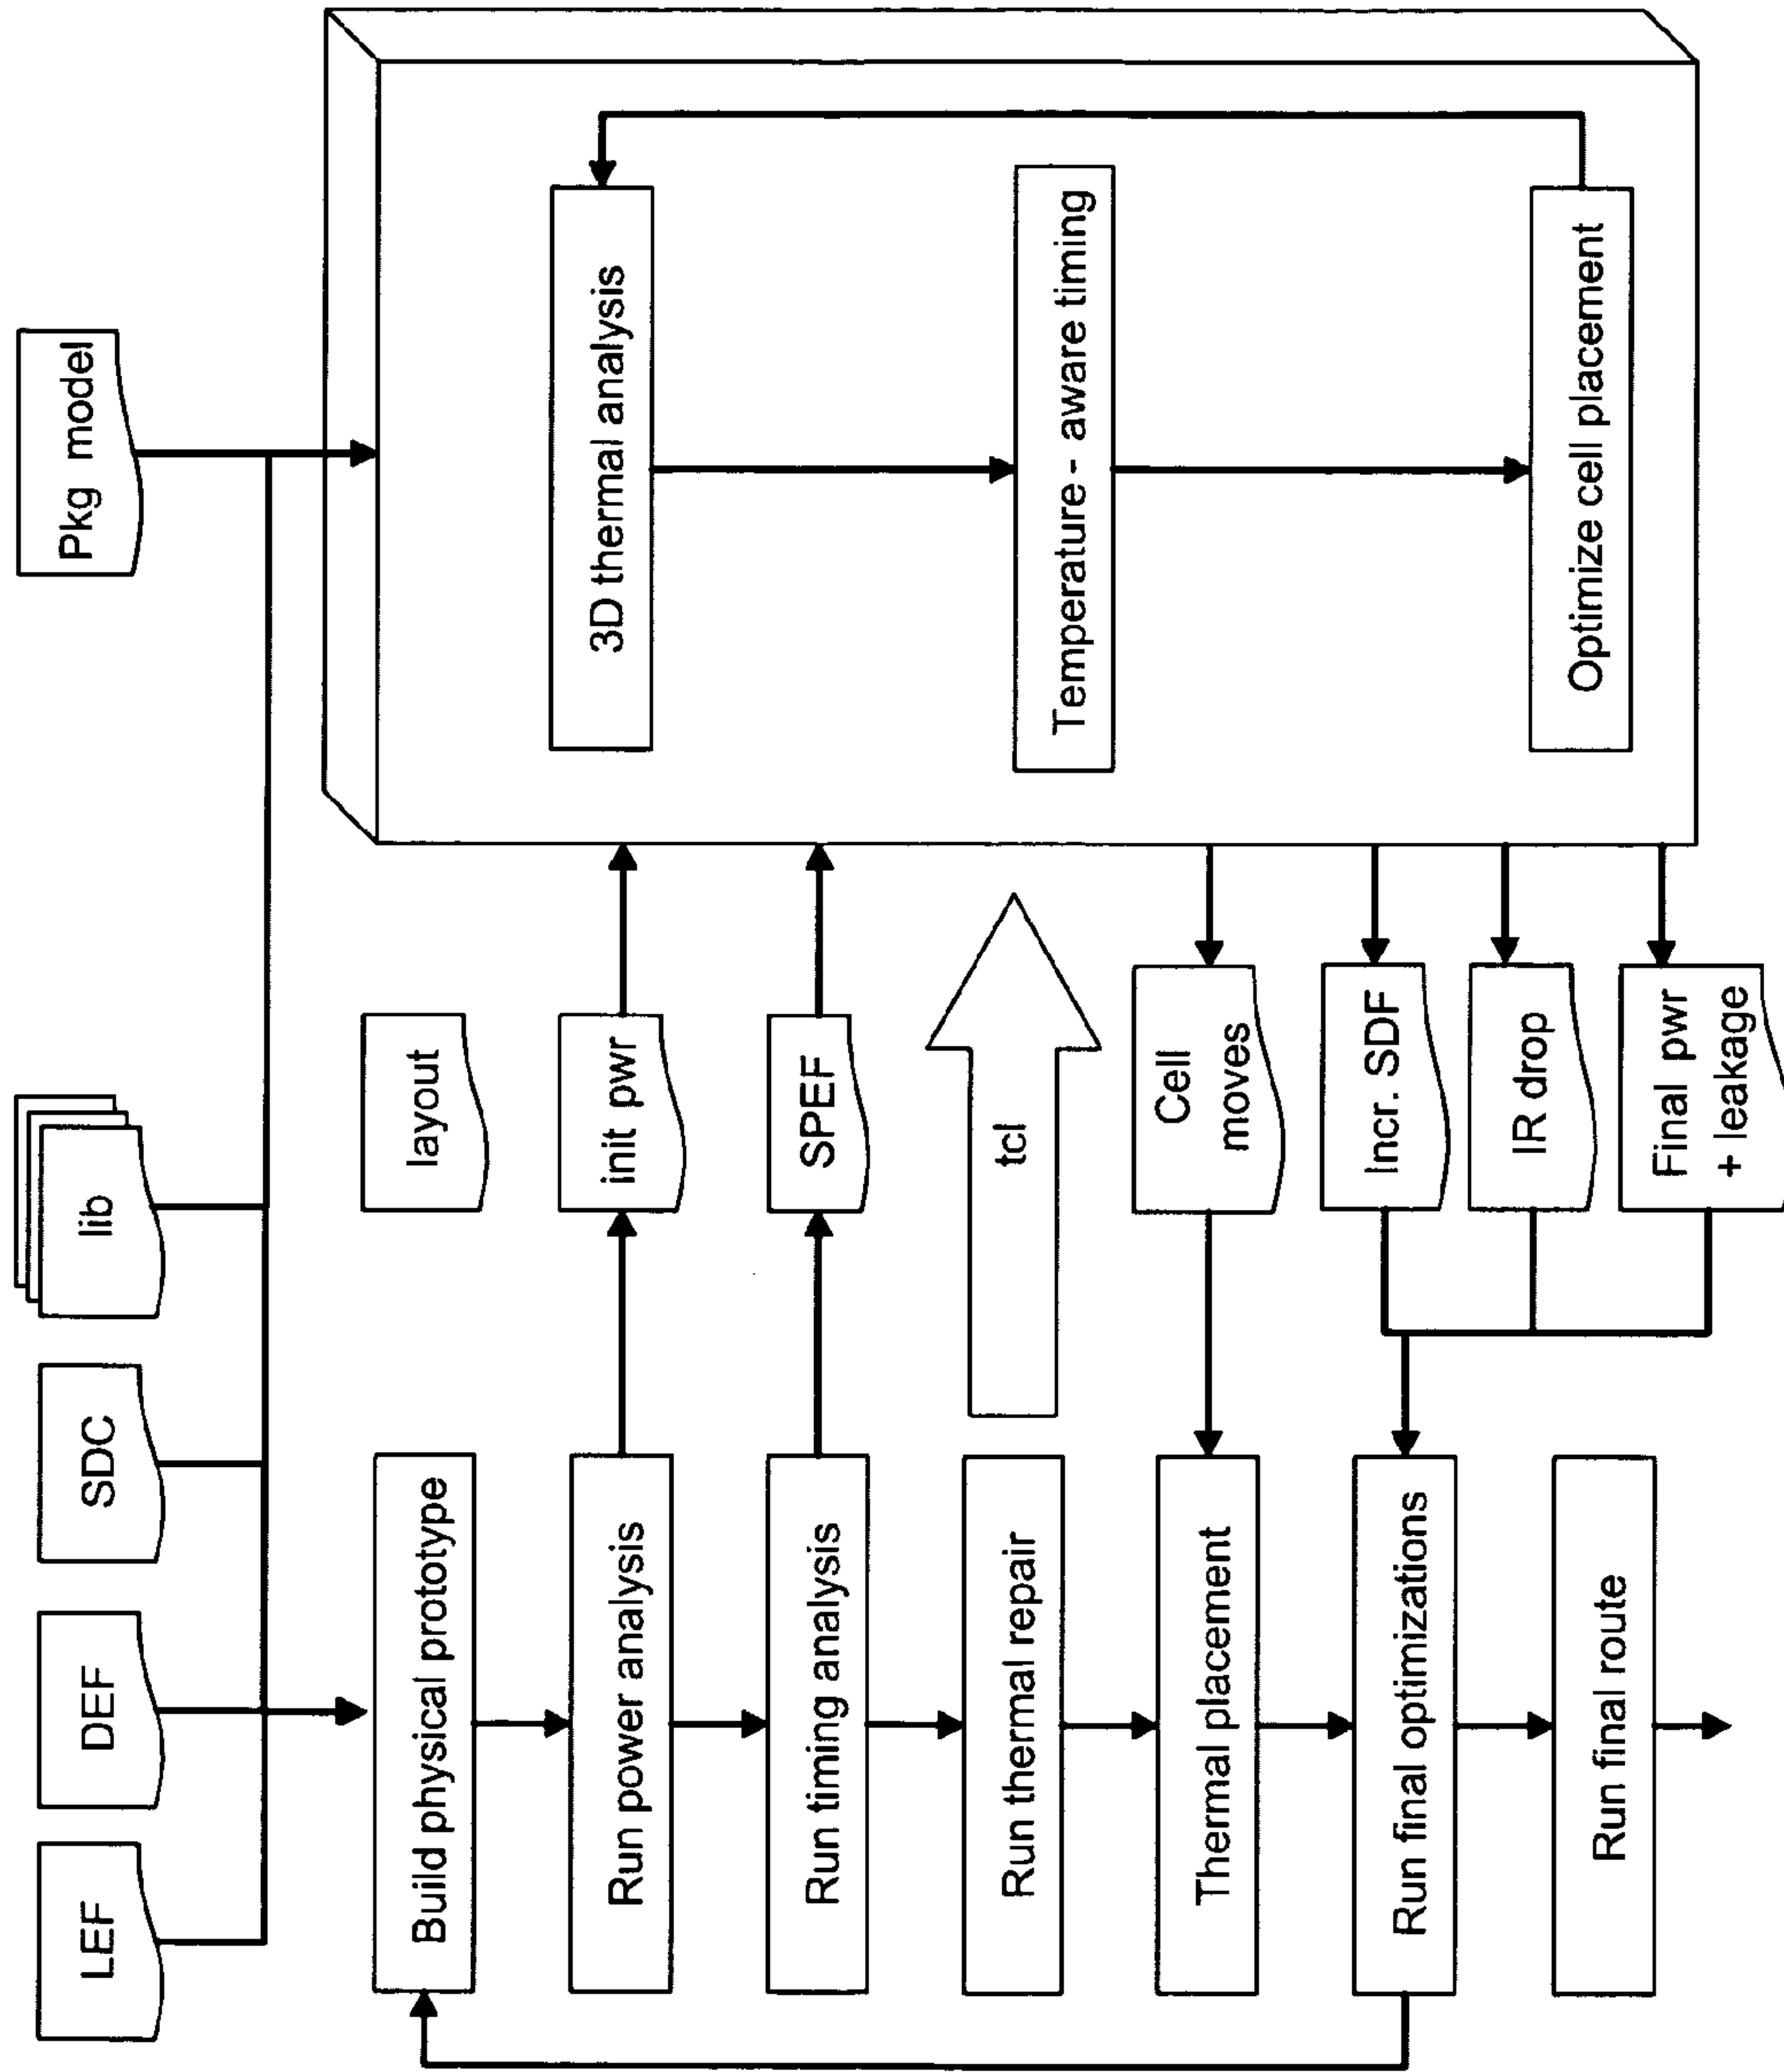 LEF
DEF
SDC
lib
Pkg model
Build physical prototype
layout
Run power analysis
init pwr
3D thermal analysis
Run timing analysis
SPEF
Run thermal repair
tcl
Temperature - aware timing
Thermal placement
Cell
moves
Run final optimizations
Incr. SDF
IR drop
Run final route
Final pwr
+ leakage
Optimize cell placement